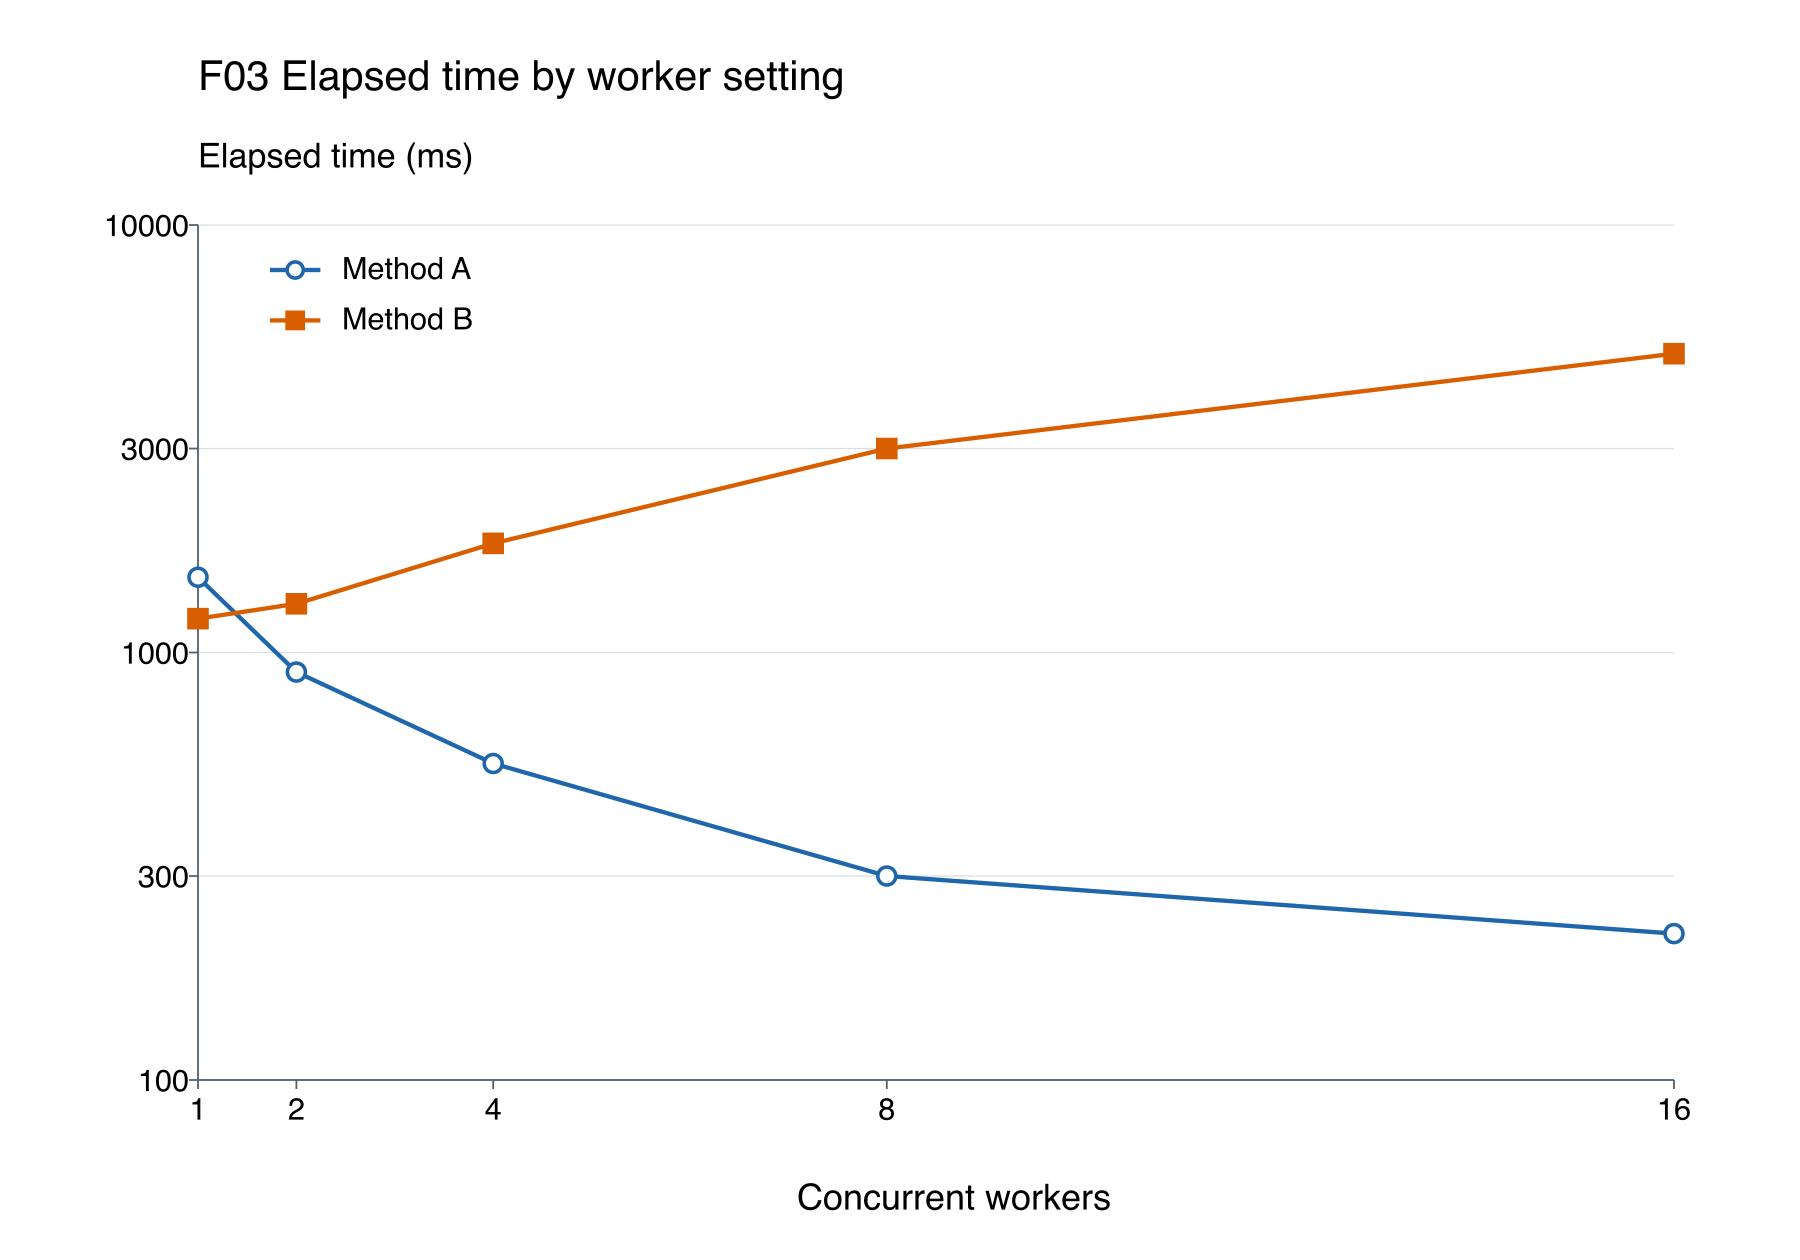 F03 Elapsed time by worker setting
Elapsed time (ms)
10000
Method A
Method B
3000
1000
300
100
1 2 4 8 16
Concurrent workers